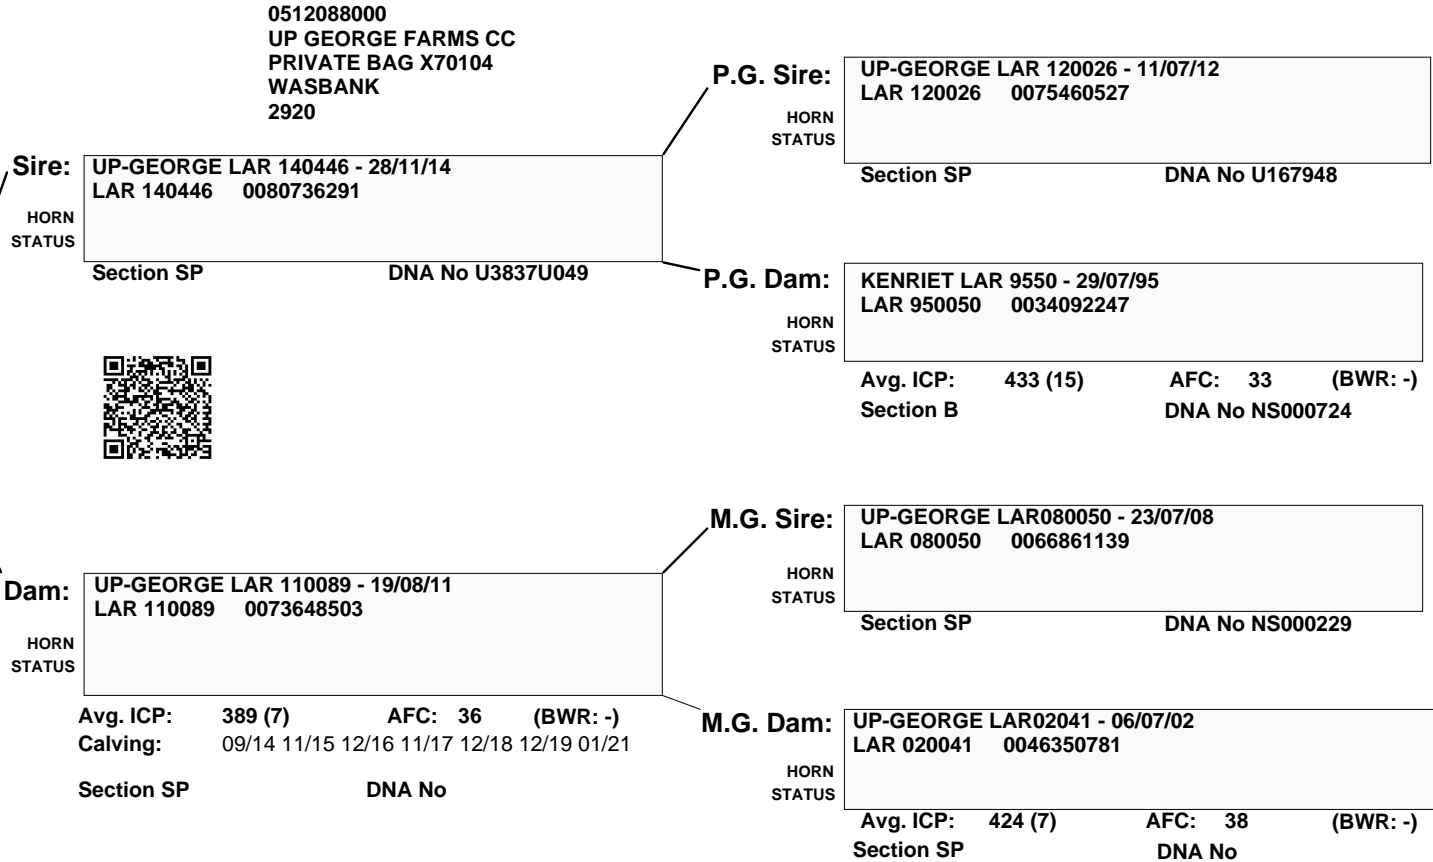 0512088000
UP GEORGE FARMS CC
PRIVATE BAG X70104
WASBANK
2920
Sire:
UP-GEORGE LAR 140446 - 28/11/14
LAR 140446 0080736291
HORN
STATUS
Section SP DNA No U3837U049
P.G. Sire:
UP-GEORGE LAR 120026 - 11/07/12
LAR 120026 0075460527
HORN
STATUS
Section SP DNA No U167948
P.G. Dam:
KENRIET LAR 9550 - 29/07/95
LAR 950050 0034092247
HORN
STATUS
Avg. ICP: 433 (15) AFC: 33 (BWR: -)
Section B DNA No NS000724
Dam:
UP-GEORGE LAR 110089 - 19/08/11
LAR 110089 0073648503
HORN
STATUS
Avg. ICP: 389 (7) AFC: 36 (BWR: -)
Calving: 09/14 11/15 12/16 11/17 12/18 12/19 01/21
Section SP DNA No
M.G. Sire:
UP-GEORGE LAR080050 - 23/07/08
LAR 080050 0066861139
HORN
STATUS
Section SP DNA No NS000229
M.G. Dam:
UP-GEORGE LAR02041 - 06/07/02
LAR 020041 0046350781
HORN
STATUS
Avg. ICP: 424 (7) AFC: 38 (BWR: -)
Section SP DNA No